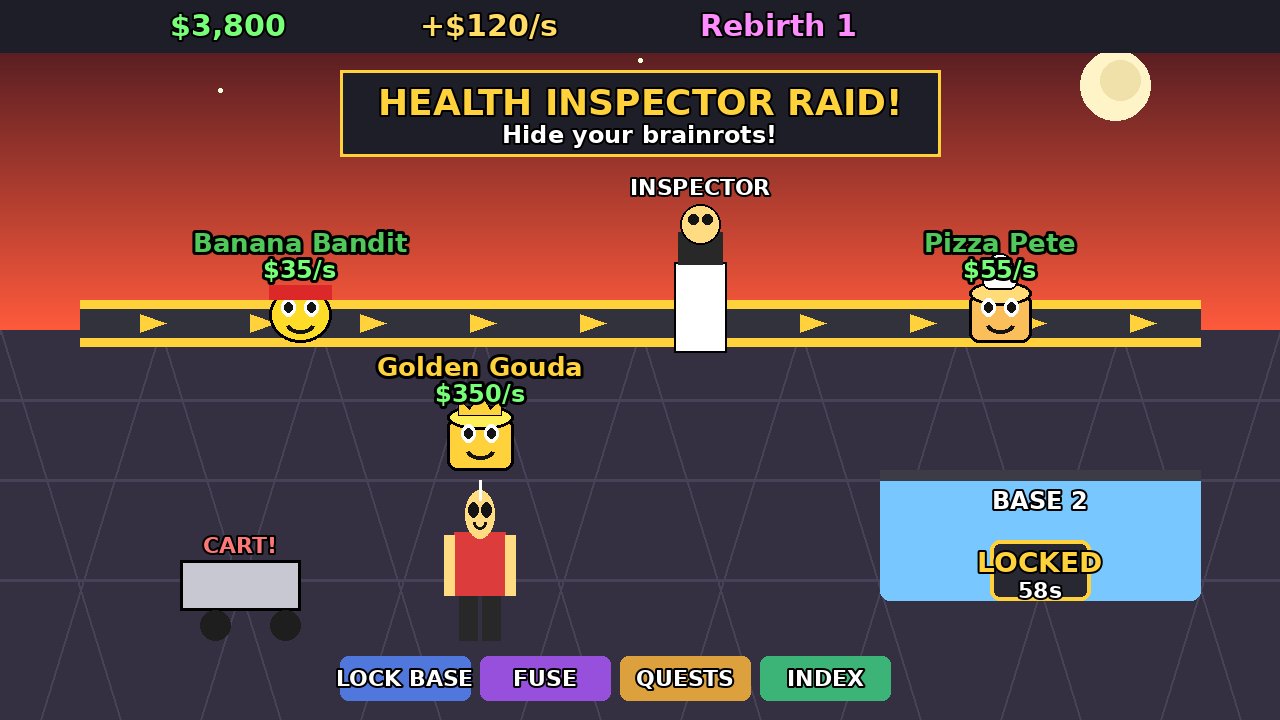 $3,800
+$120/s
Rebirth 1
HEALTH INSPECTOR RAID!
Hide your brainrots!
INSPECTOR
Banana Bandit
$35/s
Pizza Pete
$55/s
Golden Gouda
$350/s
BASE 2
LOCKED
58s
CART!
LOCK BASE
FUSE
QUESTS
INDEX